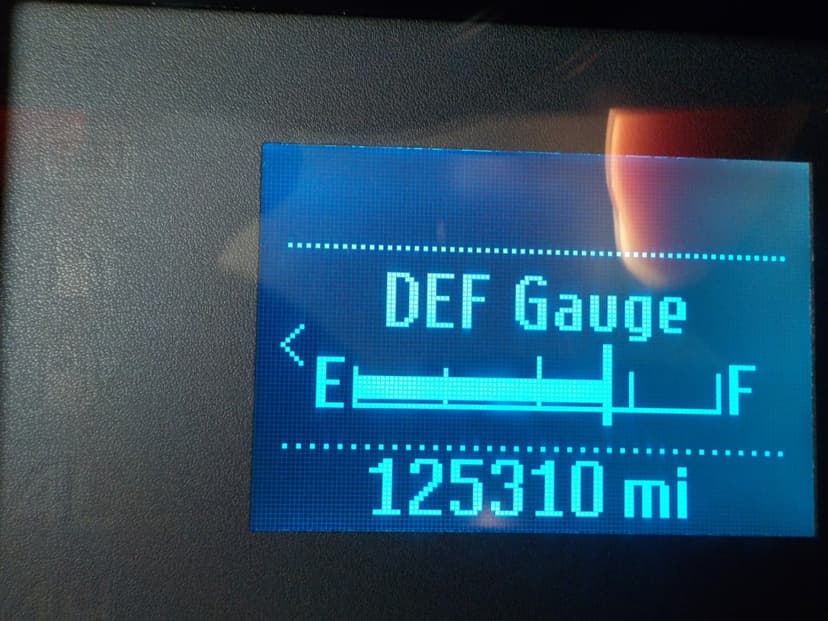 DEF Gauge
< E F
125310 mi